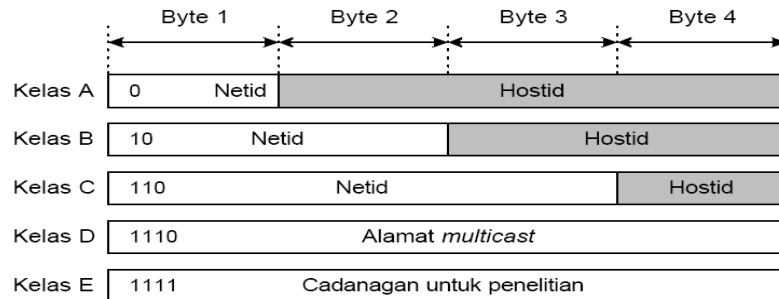 Byte 1 Byte 2 Byte 3 Byte 4
Kelas A 0 Netid Hostid
Kelas B 10 Netid Hostid
Kelas C 110 Netid Hostid
Kelas D 1110 Alamat multicast
Kelas E 1111 Cadanagan untuk penelitian